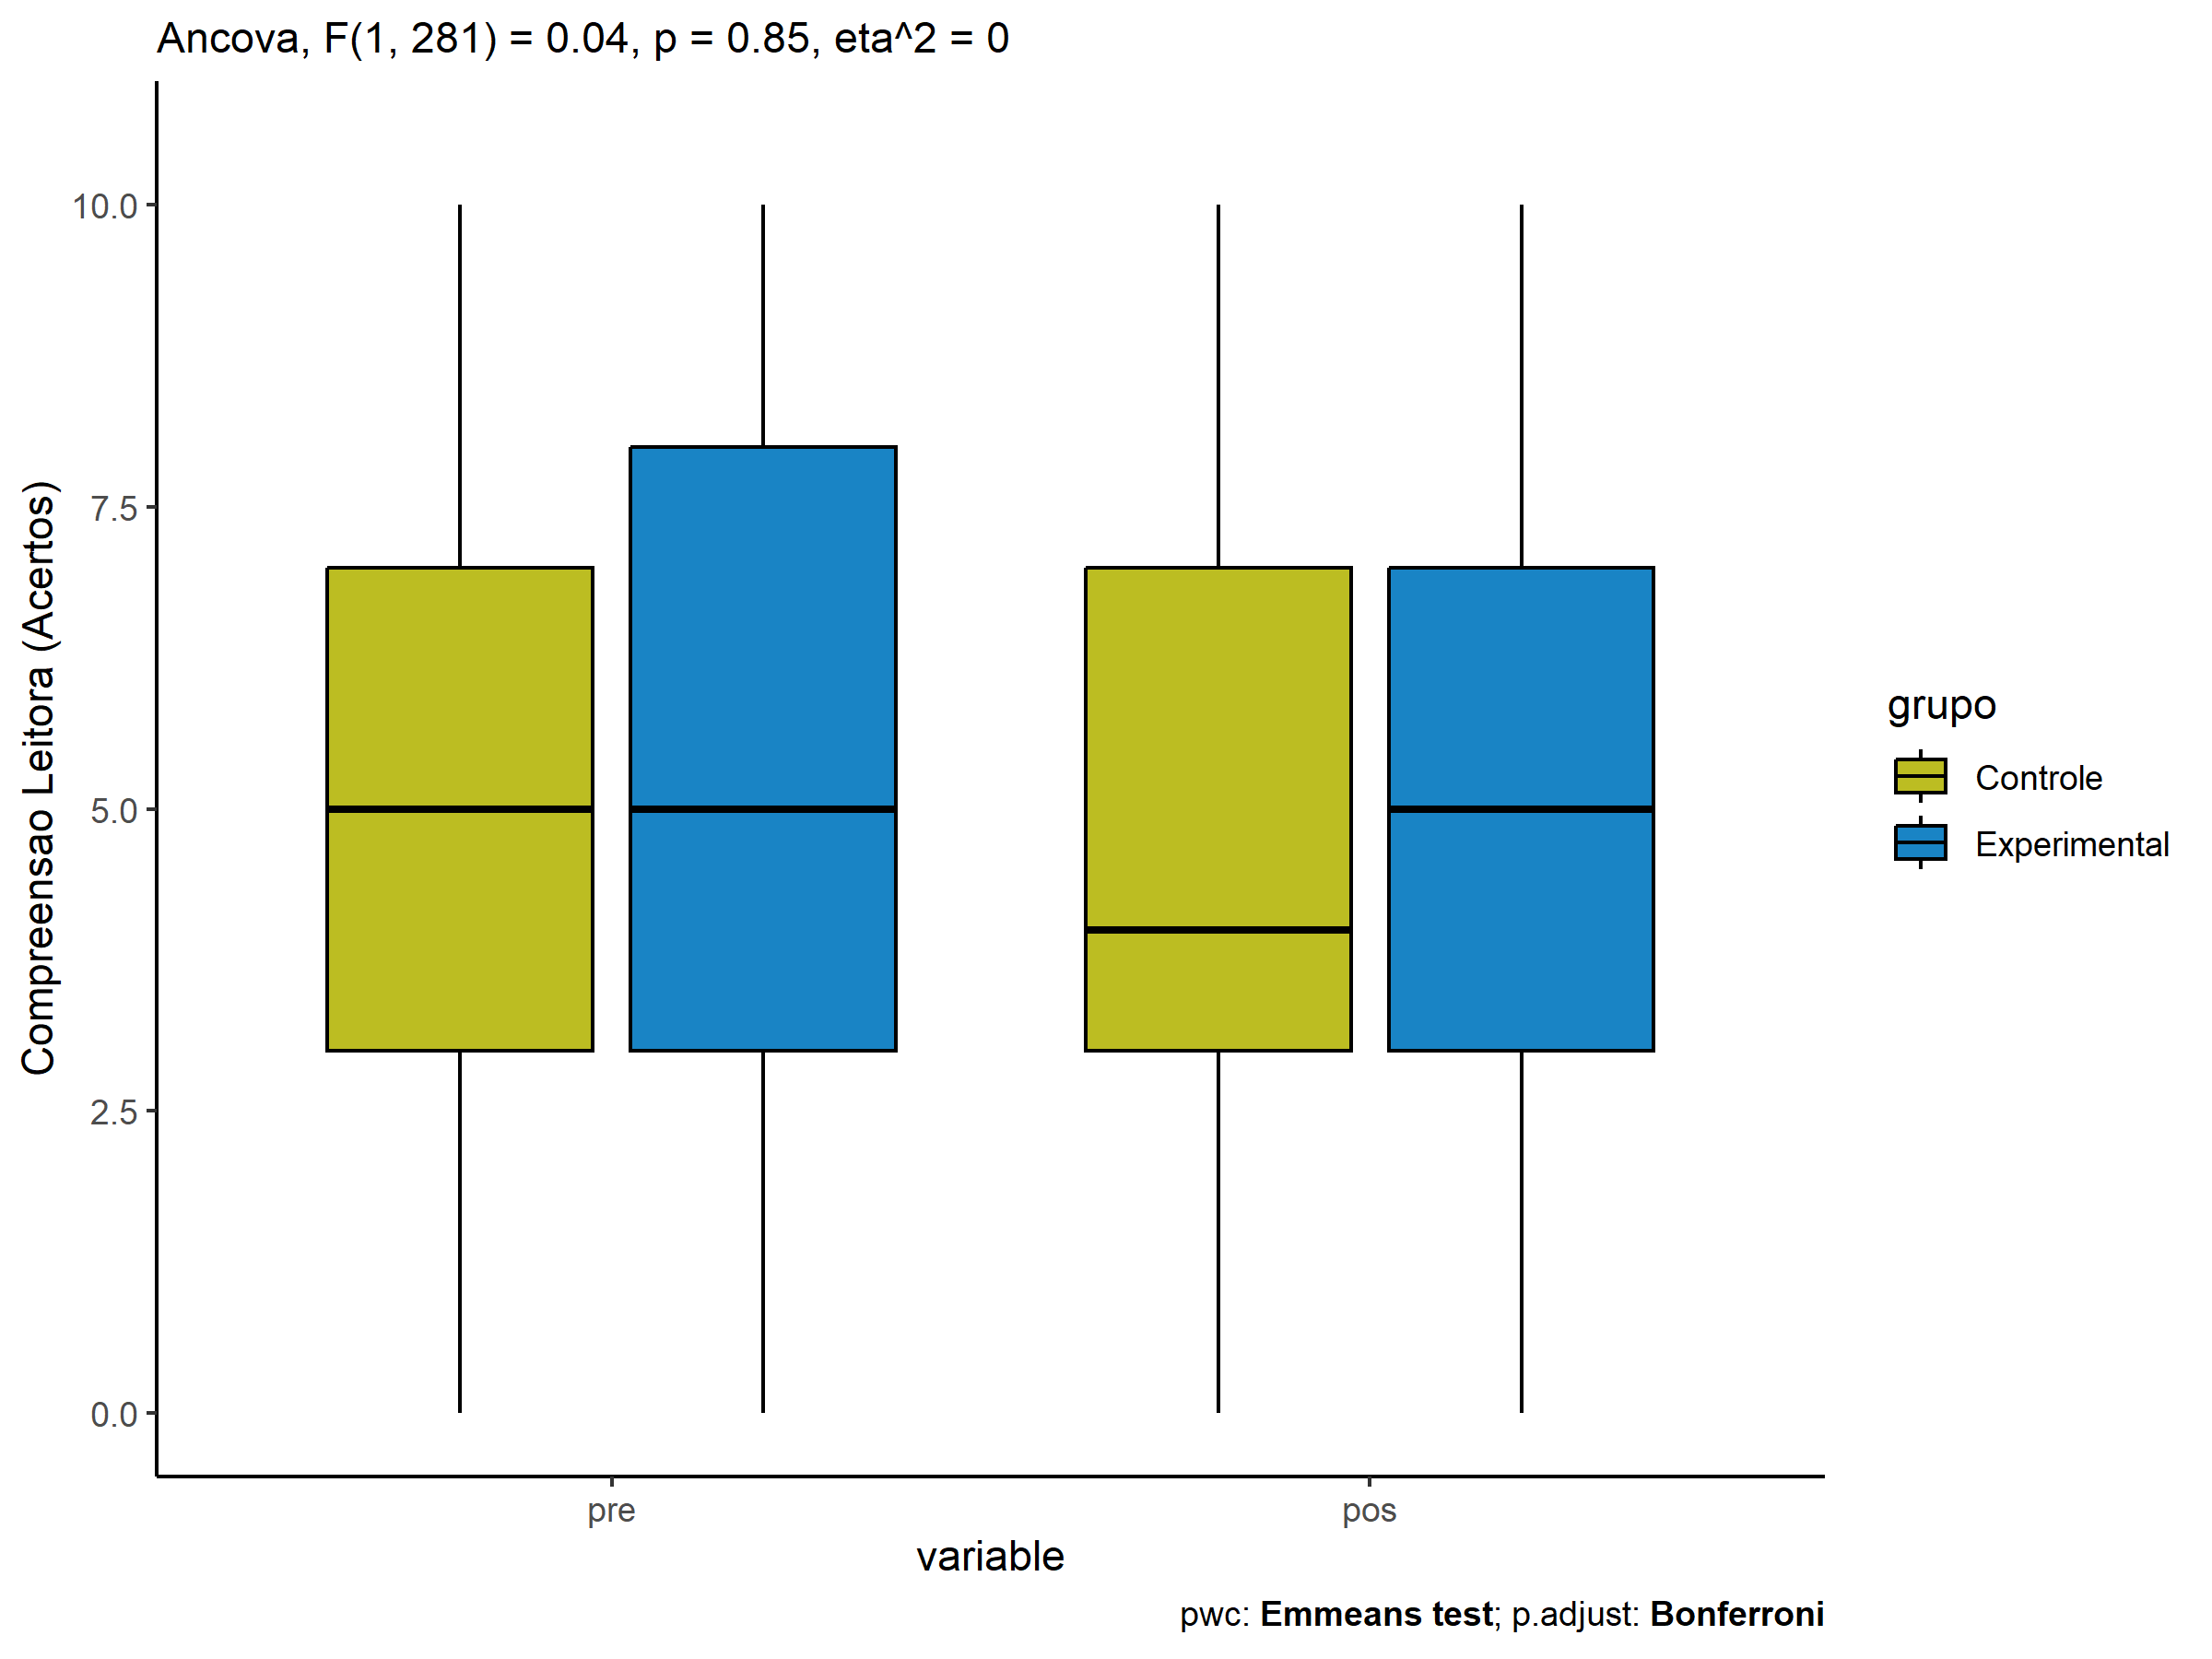 Ancova, F(1, 281) = 0.04, p = 0.85, eta^2 = 0
Compreensao Leitora (Acertos)
10.0
7.5
5.0
2.5
0.0
pre
pos
variable
grupo
Controle
Experimental
pwc: Emmeans test; p.adjust: Bonferroni